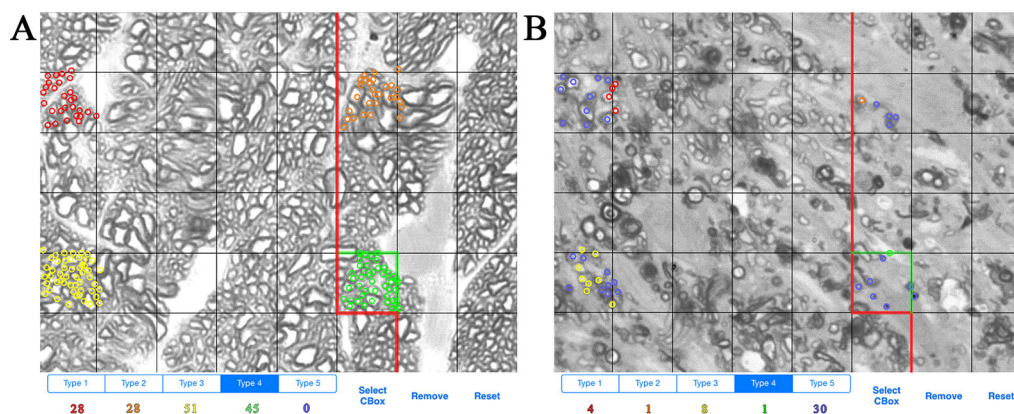 A
B
Type 1 Type 2 Type 3 Type 4 Type 5 Select CBox Remove Reset
28 28 51 45 0
Type 1 Type 2 Type 3 Type 4 Type 5 Select CBox Remove Reset
4 1 8 1 30